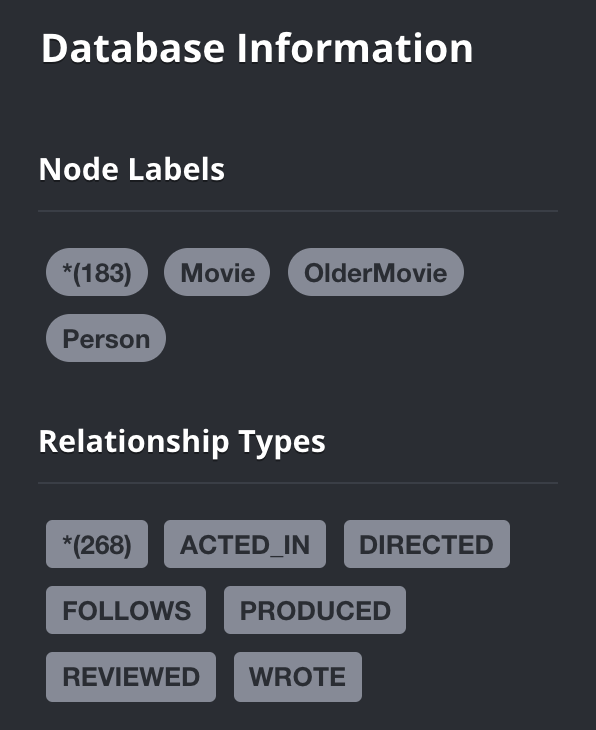 Database Information
Node Labels
*(183) Movie OlderMovie
Person
Relationship Types
*(268) ACTED_IN DIRECTED
FOLLOWS PRODUCED
REVIEWED WROTE